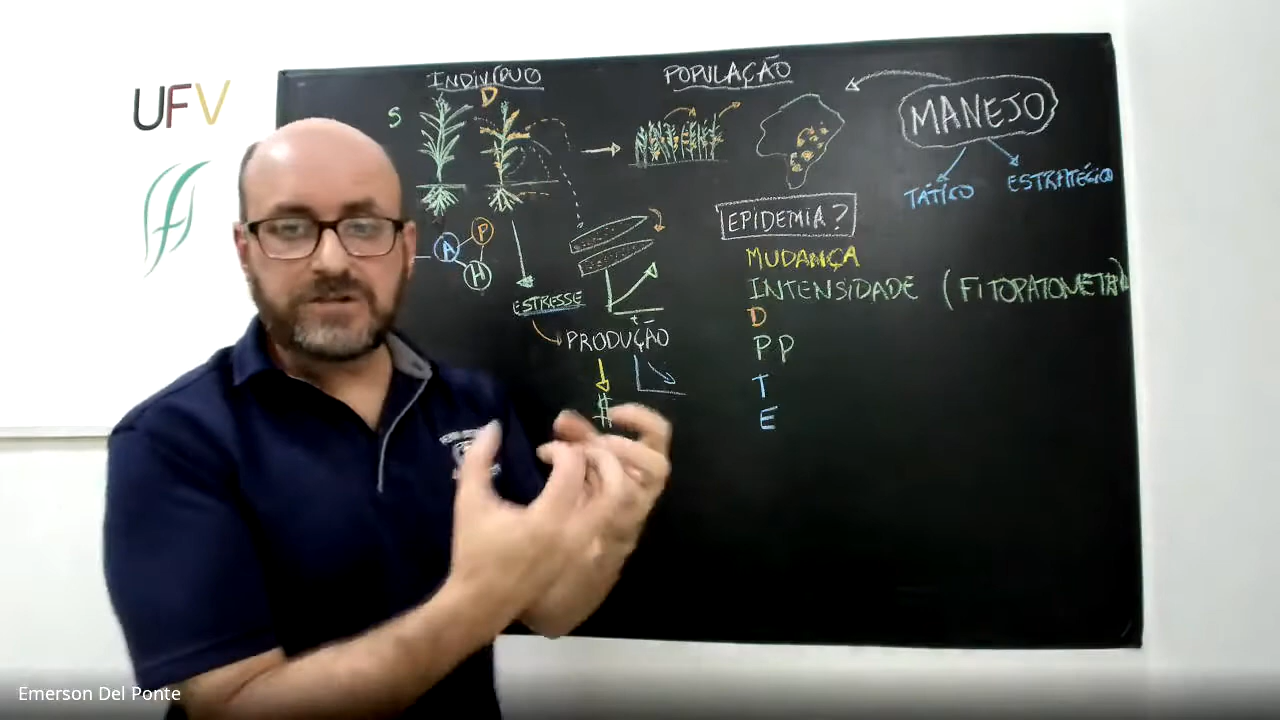 UFV
INDIVÍDUO
POPULAÇÃO
MANEJO
S
D
TÁTICO
ESTRATÉGICO
EPIDEMIA?
A
P
H
MUDANÇA
INTENSIDADE (FITOPATOMETRIA)
ESTRESSE
t
D
PRODUÇÃO
PP
T
$
E
Emerson Del Ponte